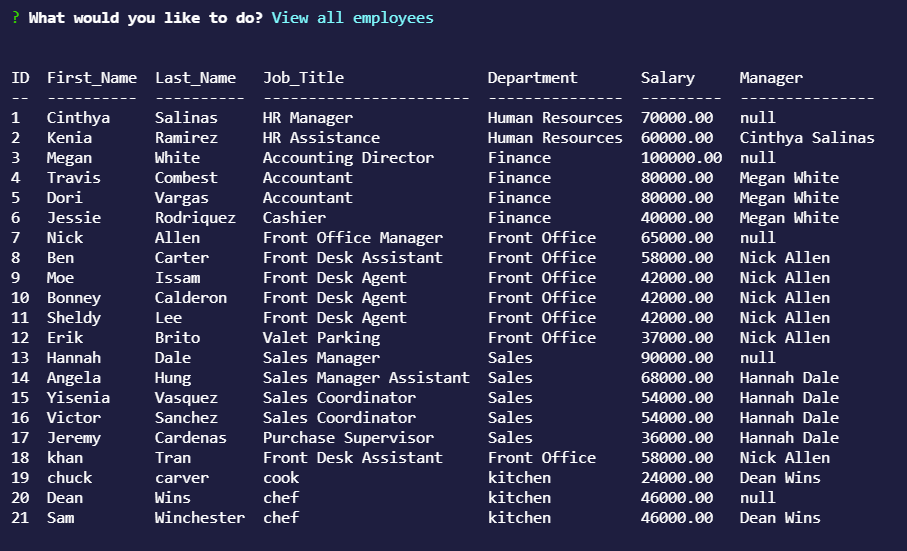 ? What would you like to do? View all employees
ID  First_Name  Last_Name   Job_Title                Department       Salary     Manager
--  ----------  ----------  -----------------------  ---------------  ---------  ---------------
1   Cinthya     Salinas     HR Manager               Human Resources  70000.00   null
2   Kenia       Ramirez     HR Assistance            Human Resources  60000.00   Cinthya Salinas
3   Megan       White       Accounting Director      Finance          100000.00  null
4   Travis      Combest     Accountant               Finance          80000.00   Megan White
5   Dori        Vargas      Accountant               Finance          80000.00   Megan White
6   Jessie      Rodriquez   Cashier                  Finance          40000.00   Megan White
7   Nick        Allen       Front Office Manager     Front Office     65000.00   null
8   Ben         Carter      Front Desk Assistant     Front Office     58000.00   Nick Allen
9   Moe         Issam       Front Desk Agent         Front Office     42000.00   Nick Allen
10  Bonney      Calderon    Front Desk Agent         Front Office     42000.00   Nick Allen
11  Sheldy      Lee         Front Desk Agent         Front Office     42000.00   Nick Allen
12  Erik        Brito       Valet Parking            Front Office     37000.00   Nick Allen
13  Hannah      Dale        Sales Manager            Sales            90000.00   null
14  Angela      Hung        Sales Manager Assistant  Sales            68000.00   Hannah Dale
15  Yisenia     Vasquez     Sales Coordinator        Sales            54000.00   Hannah Dale
16  Victor      Sanchez     Sales Coordinator        Sales            54000.00   Hannah Dale
17  Jeremy      Cardenas    Purchase Supervisor      Sales            36000.00   Hannah Dale
18  khan        Tran        Front Desk Assistant     Front Office     58000.00   Nick Allen
19  chuck       carver      cook                     kitchen          24000.00   Dean Wins
20  Dean        Wins        chef                     kitchen          46000.00   null
21  Sam         Winchester  chef                     kitchen          46000.00   Dean Wins